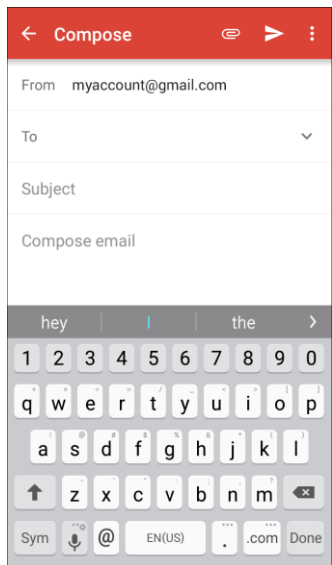 Compose
From myaccount@gmail.com
To
Subject
Compose email
hey I the
1 2 3 4 5 6 7 8 9 0
q w e r t y u i o p
a s d f g h j k l
z x c v b n m
Sym @ EN(US) . .com Done